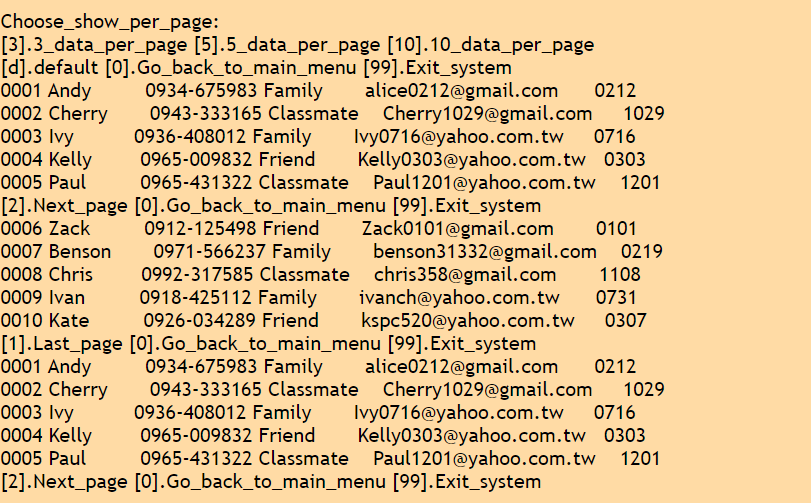 Choose_show_per_page:
[3].3_data_per_page [5].5_data_per_page [10].10_data_per_page
[d].default [0].Go_back_to_main_menu [99].Exit_system
0001 Andy 0934-675983 Family alice0212@gmail.com 0212
0002 Cherry 0943-333165 Classmate Cherry1029@gmail.com 1029
0003 Ivy 0936-408012 Family Ivy0716@yahoo.com.tw 0716
0004 Kelly 0965-009832 Friend Kelly0303@yahoo.com.tw 0303
0005 Paul 0965-431322 Classmate Paul1201@yahoo.com.tw 1201
[2].Next_page [0].Go_back_to_main_menu [99].Exit_system
0006 Zack 0912-125498 Friend Zack0101@gmail.com 0101
0007 Benson 0971-566237 Family benson31332@gmail.com 0219
0008 Chris 0992-317585 Classmate chris358@gmail.com 1108
0009 Ivan 0918-425112 Family ivanch@yahoo.com.tw 0731
0010 Kate 0926-034289 Friend kspc520@yahoo.com.tw 0307
[1].Last_page [0].Go_back_to_main_menu [99].Exit_system
0001 Andy 0934-675983 Family alice0212@gmail.com 0212
0002 Cherry 0943-333165 Classmate Cherry1029@gmail.com 1029
0003 Ivy 0936-408012 Family Ivy0716@yahoo.com.tw 0716
0004 Kelly 0965-009832 Friend Kelly0303@yahoo.com.tw 0303
0005 Paul 0965-431322 Classmate Paul1201@yahoo.com.tw 1201
[2].Next_page [0].Go_back_to_main_menu [99].Exit_system